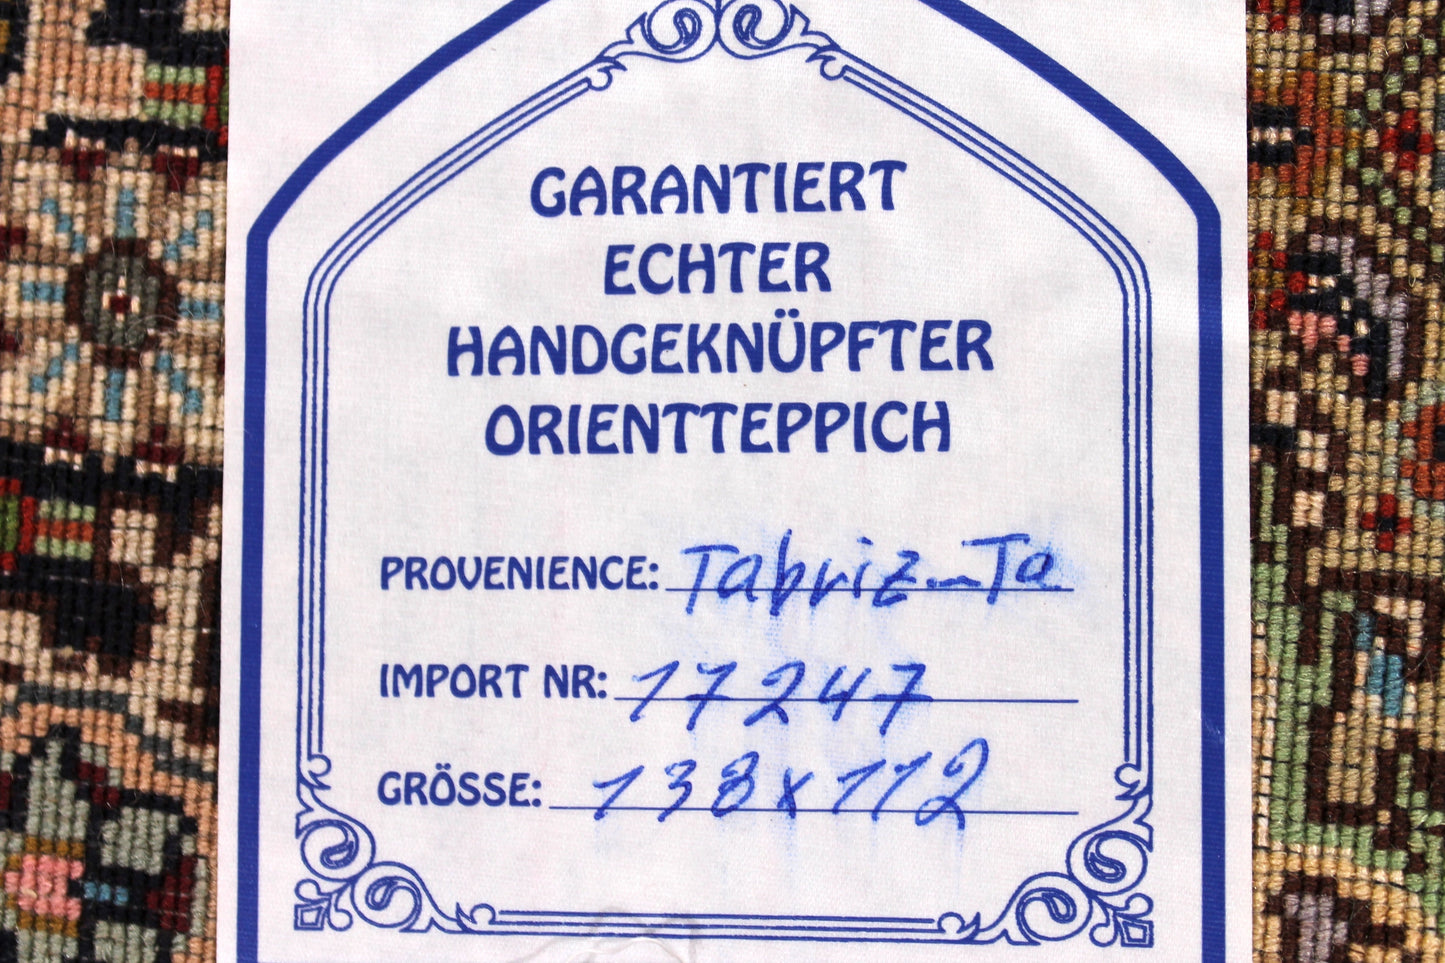 GARANTIERT
ECHTER
HANDGEKNÜPFTER
ORIENTTEPPICH
PROVENIENCE: Tabriz-Ta
IMPORT NR: 17247
GRÖSSE: 138x112